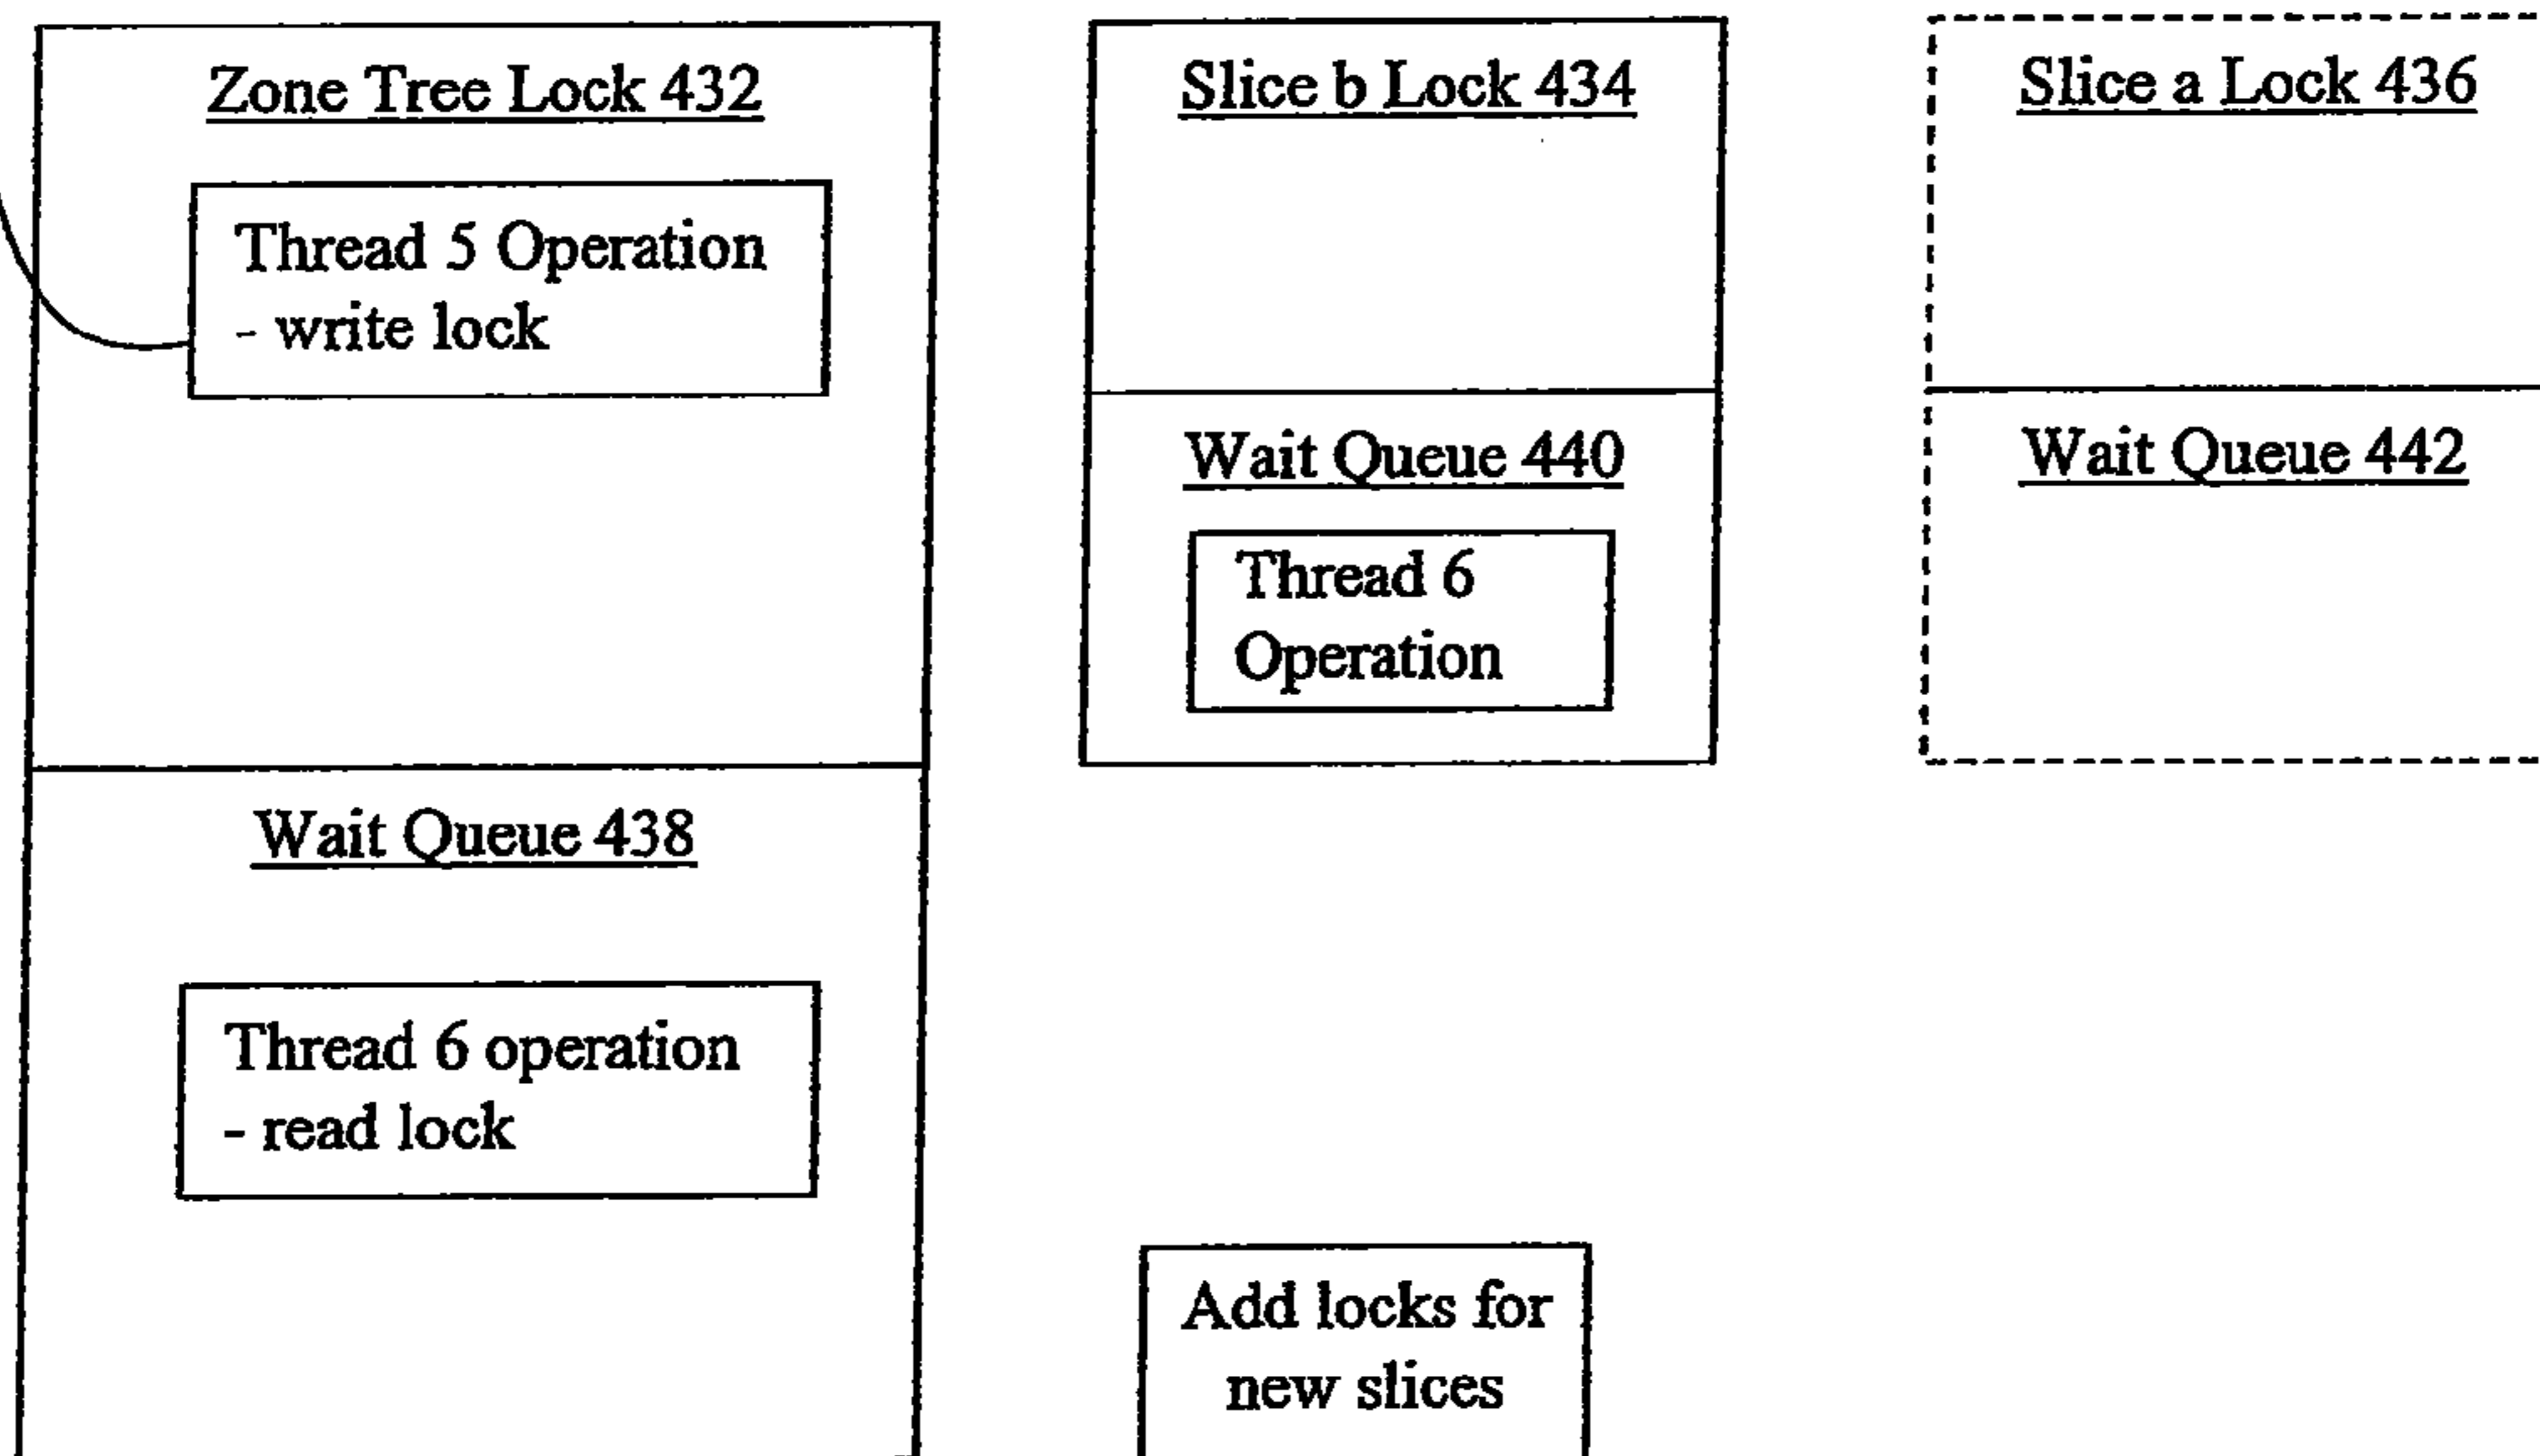 Zone Tree Lock 432
Thread 5 Operation
- write lock
Wait Queue 438
Thread 6 operation
- read lock
Slice b Lock 434
Wait Queue 440
Thread 6
Operation
Slice a Lock 436
Wait Queue 442
Add locks for
new slices